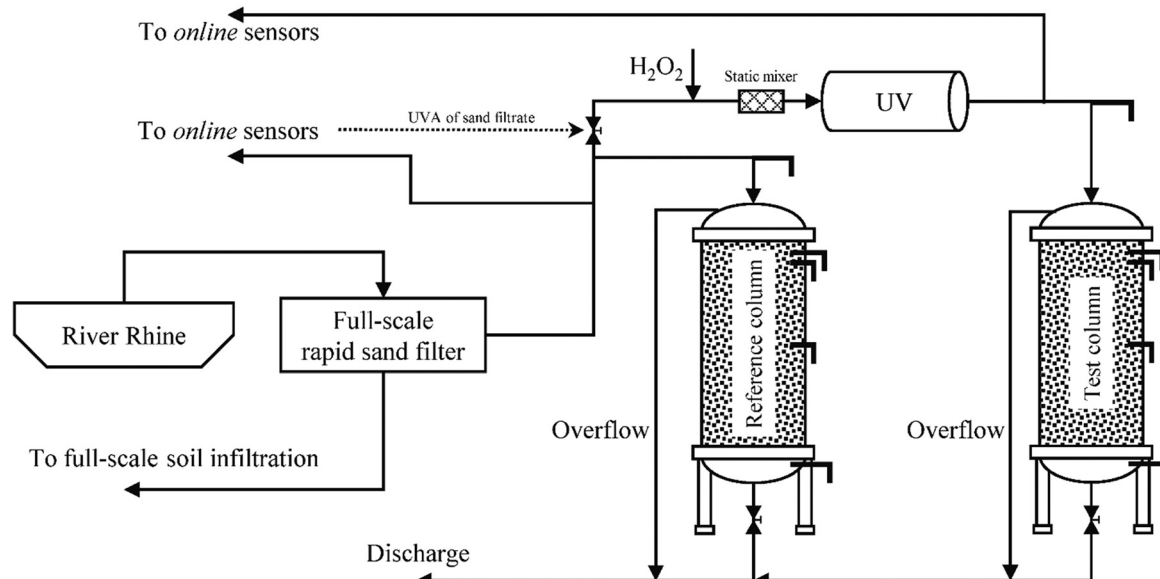 To online sensors
H₂O₂
Static mixer
UV
To online sensors
UVA of sand filtrate
River Rhine
Full-scale
rapid sand filter
Reference column
Test column
Overflow
Overflow
To full-scale soil infiltration
Discharge